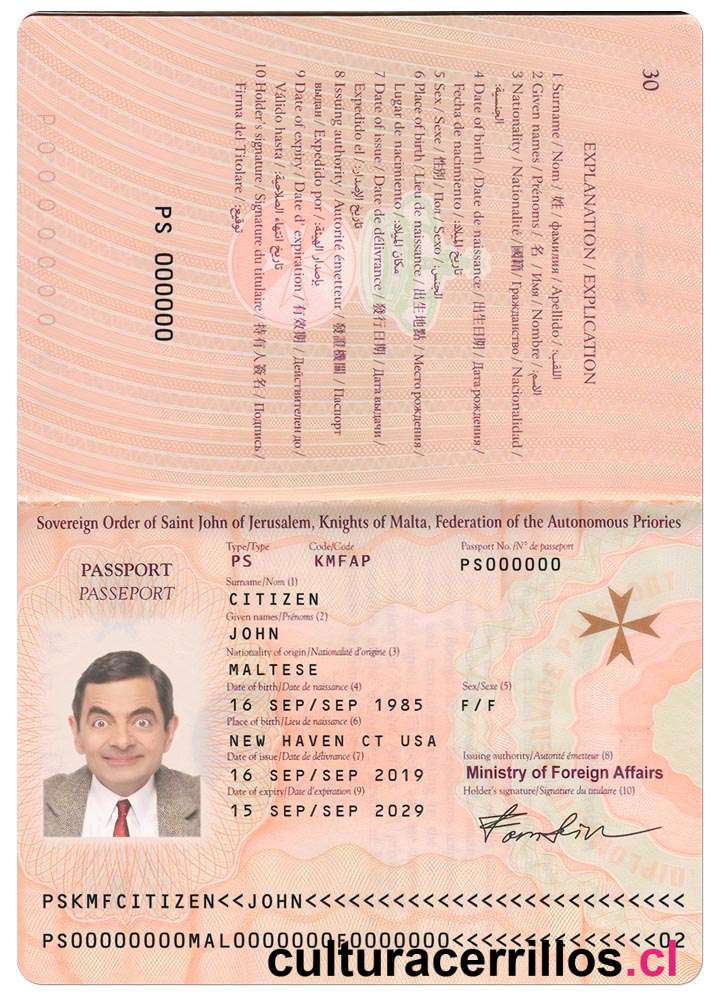 30
EXPLANATION / EXPLICATION
1 Surname / Nom / 姓 / фамилия / Apellido / اللقب:
2 Given names / Prénoms / 名 / Имя / Nombre / الاسم:
3 Nationality / Nationalité / 國籍 / Гражданство / Nacionalidad /
الجنسية:
4 Date of birth / Date de naissance / 出生日期 / Дата рождения /
Fecha de nacimiento / تاريخ الميلاد:
5 Sex / Sexe / 性別 / Пол / Sexo / الجنس:
6 Place of birth / Lieu de naissance / 出生地點 / Место рождения /
Lugar de nacimiento / مكان الميلاد:
7 Date of issue / Date de délivrance / 發行日期 / Дата выдачи /
Expedido el / تاريخ الإصدار:
8 Issuing authority / Autorité émetteur / 發證機關 / Паспорт
выдан / Expedido por / بإصدار الهيئة:
9 Date of expiry / Date d' expiration / 有效期 / Действителен до /
Válido hasta / تاريخ انتهاء الصلاحية:
10 Holder's signature / Signature du titulaire / 持有人簽名 / Подпись /
Firma del Titolare / توقيع:
PS 000000
Sovereign Order of Saint John of Jerusalem, Knights of Malta, Federation of the Autonomous Priories
PASSPORT
PASSEPORT
Type/Type Code/Code Passport No. /N° de passeport
PS KMFAP PS000000
Surname/Nom (1)
CITIZEN
Given names/Prénoms (2)
JOHN
Nationality of origin/Nationalité d'origine (3)
MALTESE
Date of birth/Date de naissance (4) Sex/Sexe (5)
16 SEP/SEP 1985 F/F
Place of birth/Lieu de naissance (6)
NEW HAVEN CT USA
Date of issue/Date de délivrance (7) Issuing authority/Autorité émetteur (8)
16 SEP/SEP 2019 Ministry of Foreign Affairs
Date of expiry/Date d'expiration (9) Holder's signature/Signature du titulaire (10)
15 SEP/SEP 2029
PSKMFCITIZEN<<JOHN<<<<<<<<<<<<<<<<<<<<<<<<<<
PS00000000MAL0000000F0000000<<<<<<<<<<<<<<02
culturacerrillos.cl